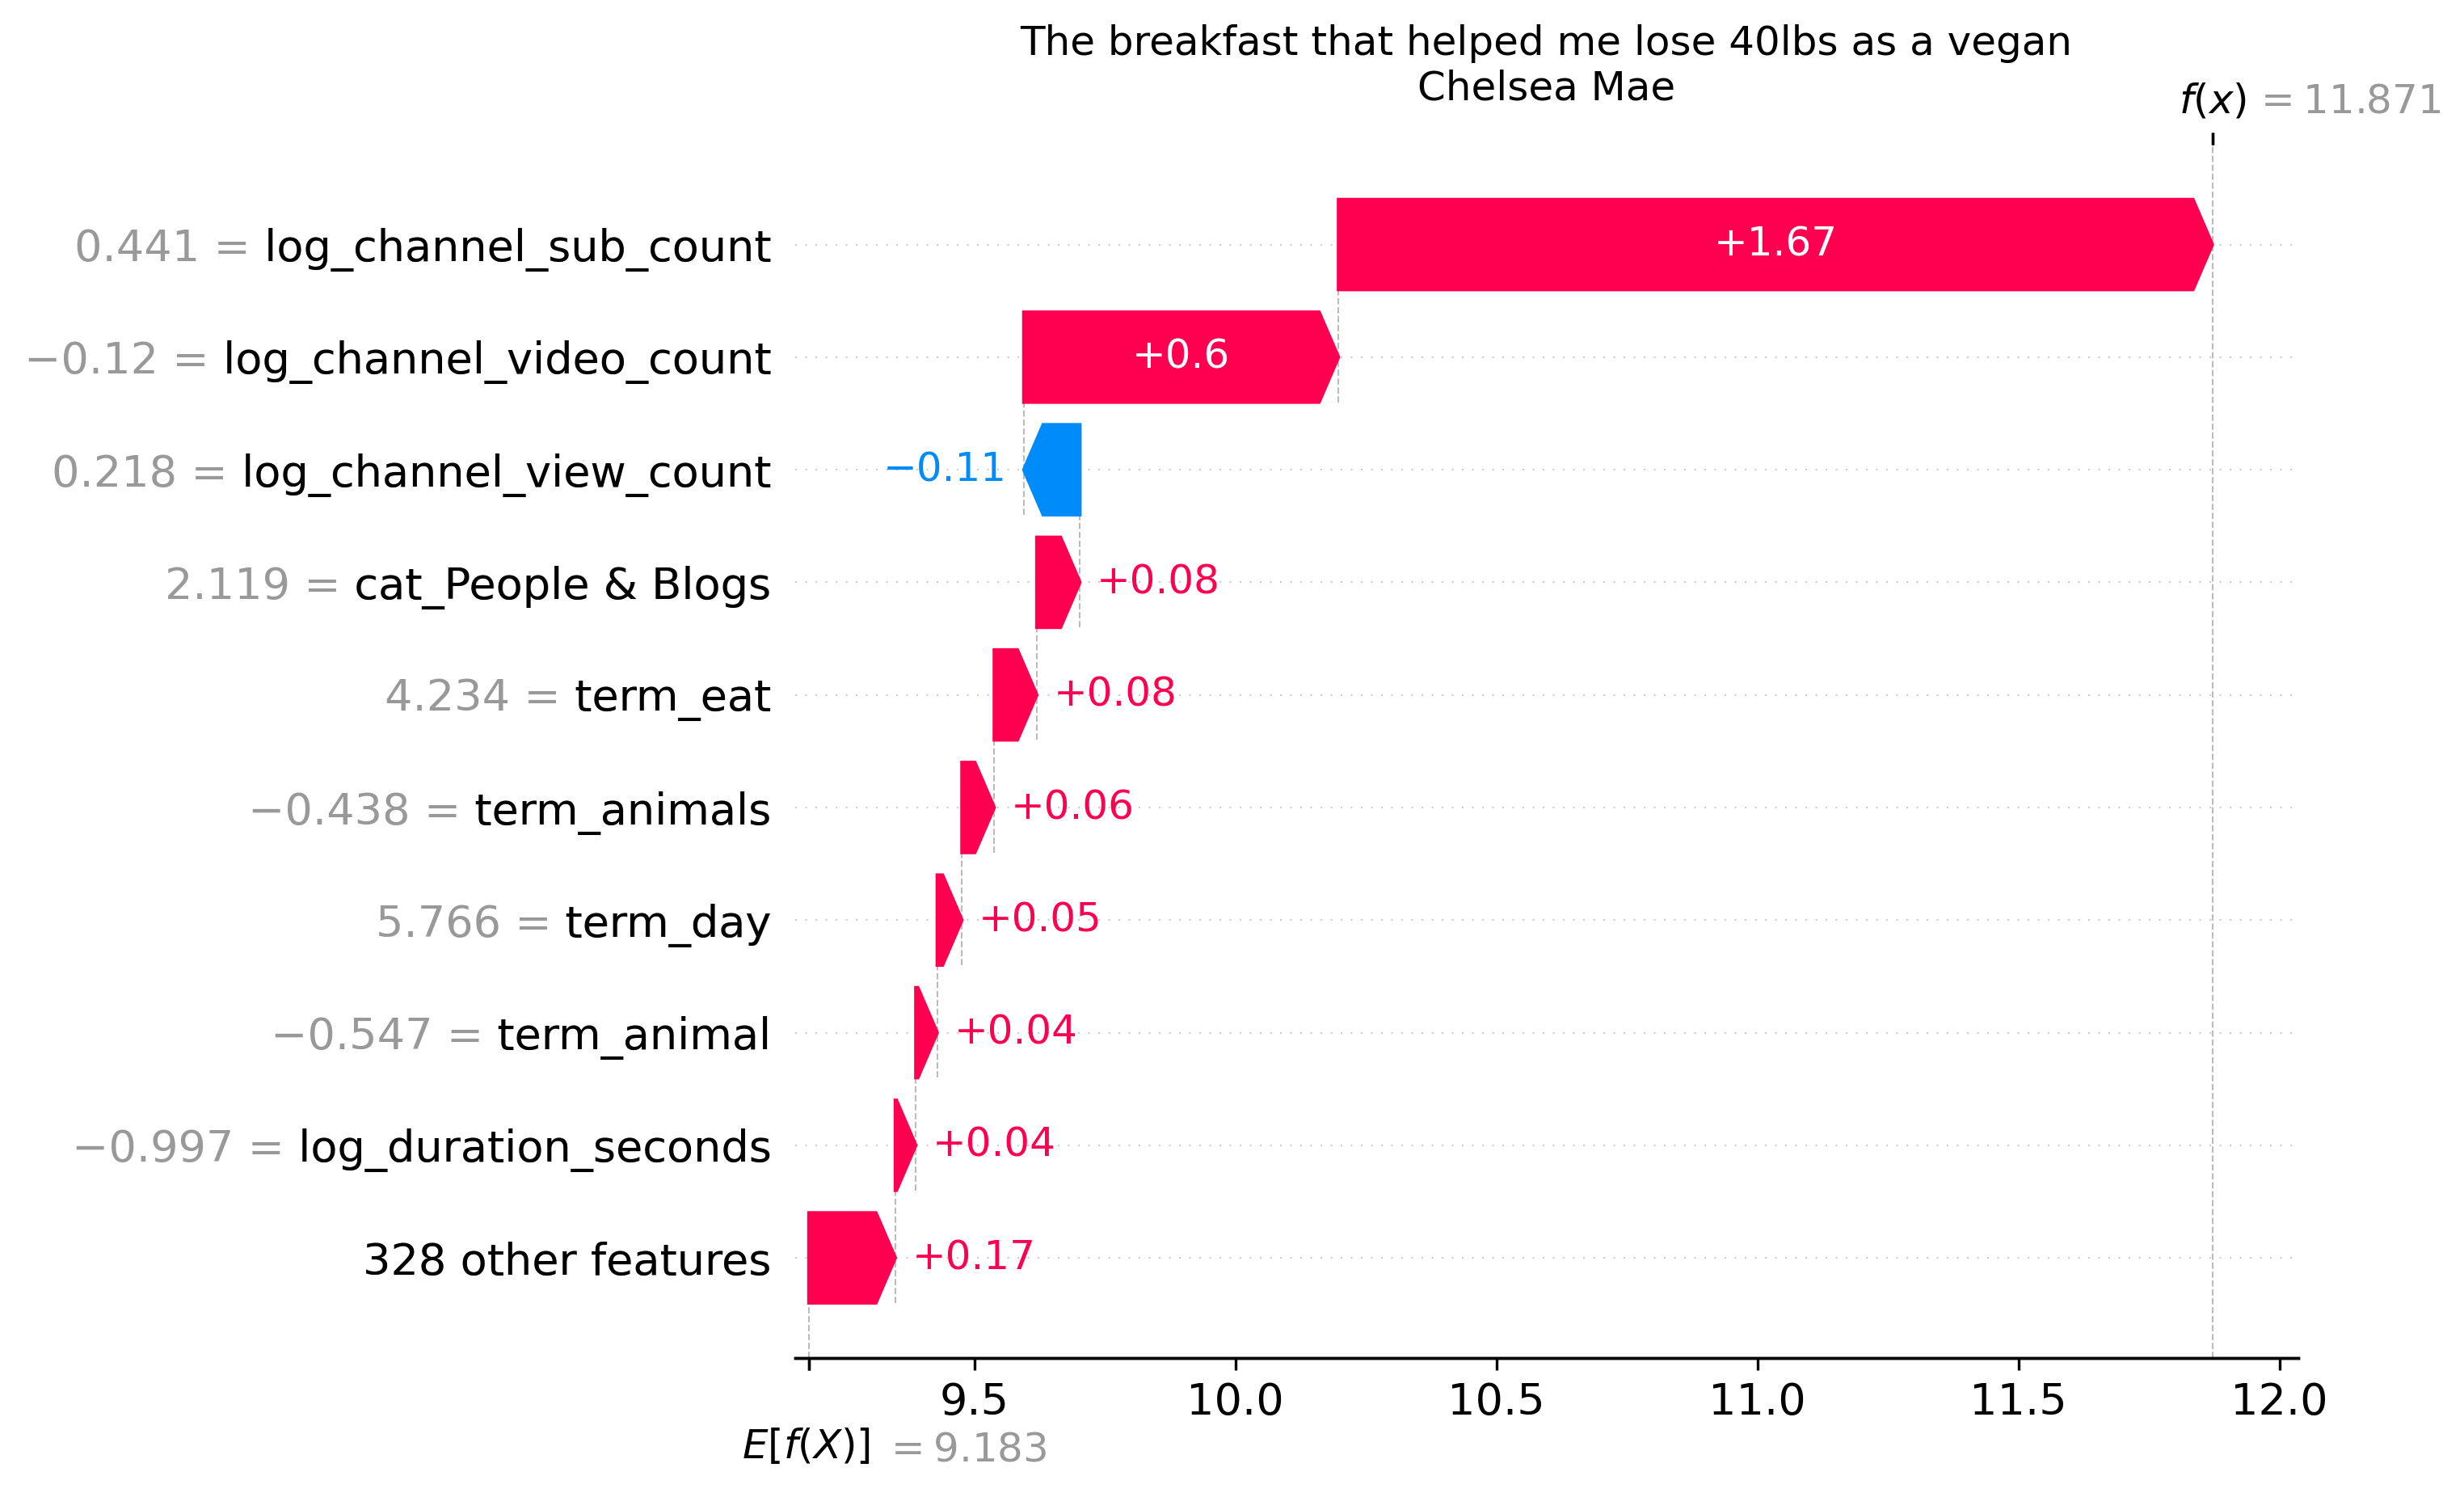 The breakfast that helped me lose 40lbs as a vegan
Chelsea Mae
f(x) = 11.871
0.441 = log_channel_sub_count
+1.67
−0.12 = log_channel_video_count
+0.6
0.218 = log_channel_view_count
−0.11
2.119 = cat_People & Blogs
+0.08
4.234 = term_eat
+0.08
−0.438 = term_animals
+0.06
5.766 = term_day
+0.05
−0.547 = term_animal
+0.04
−0.997 = log_duration_seconds
+0.04
328 other features
+0.17
9.5 10.0 10.5 11.0 11.5 12.0
E[f(X)] = 9.183